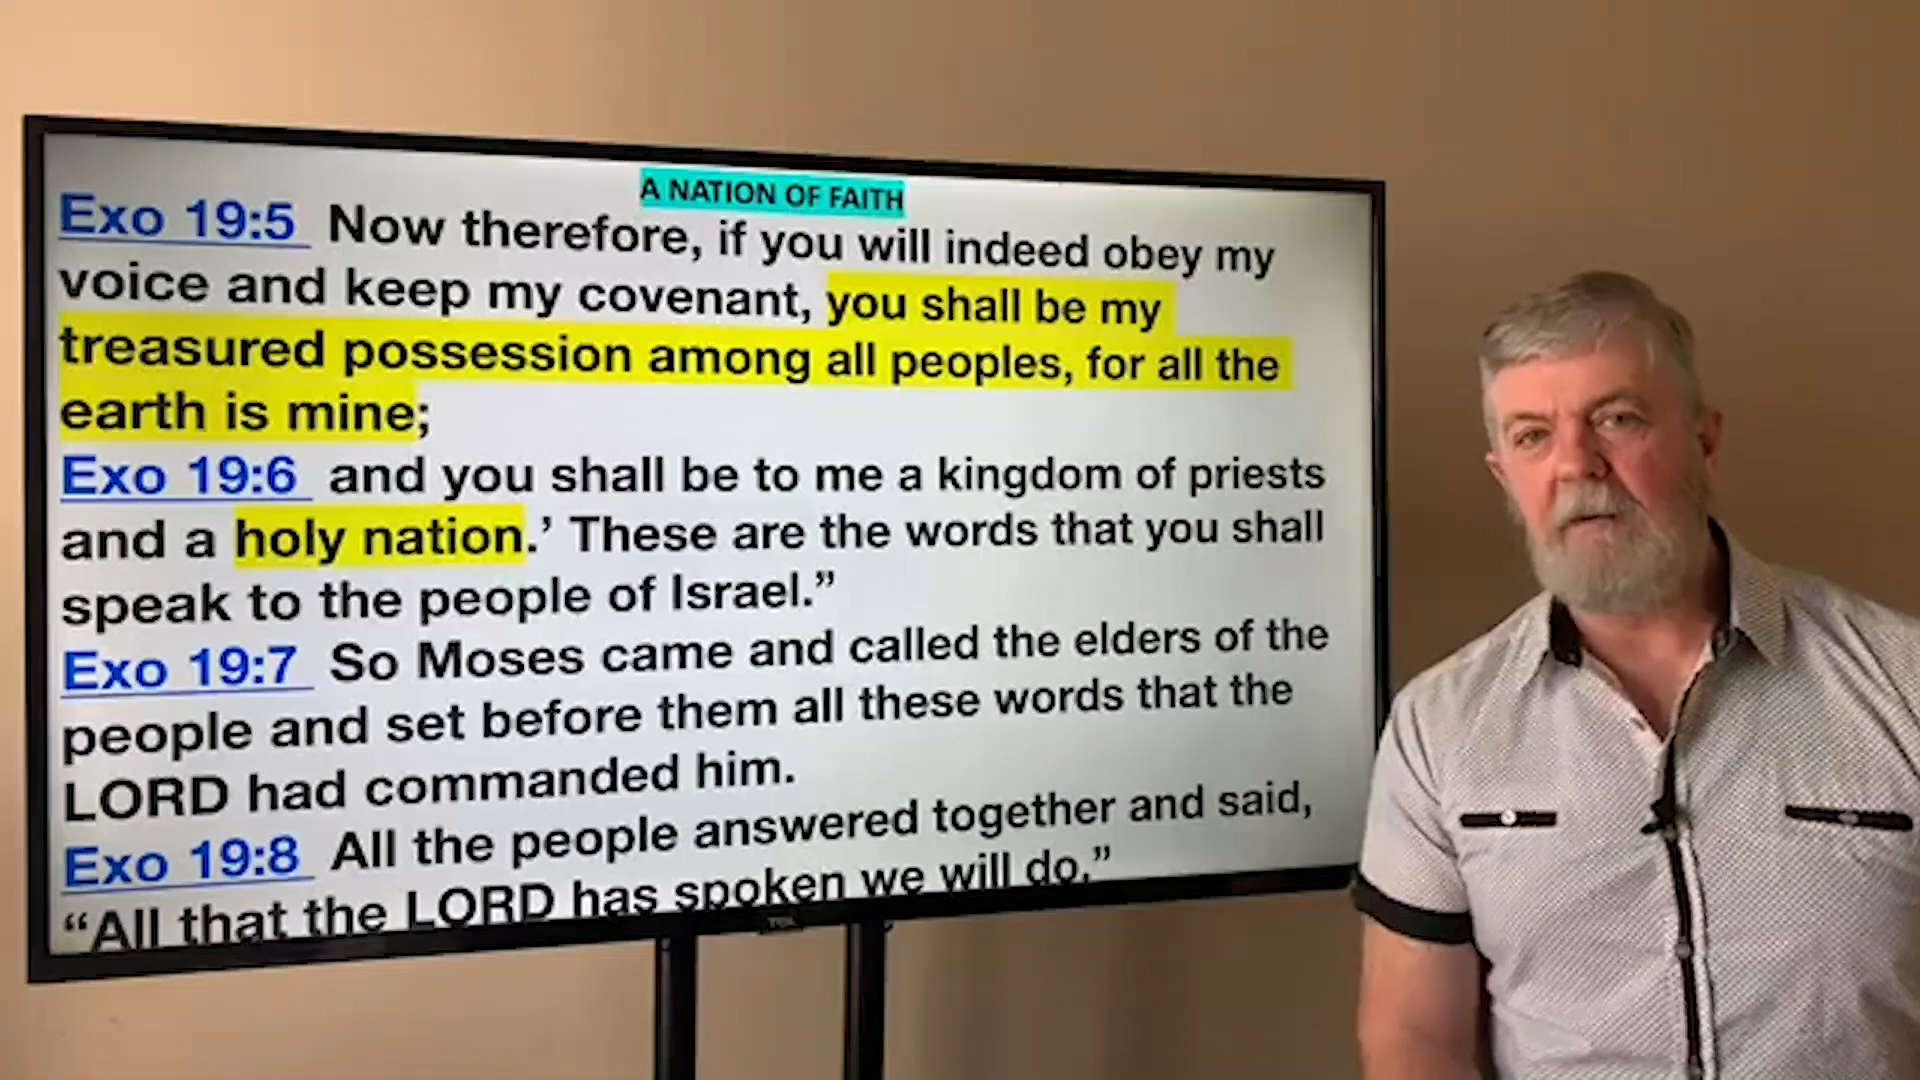 A NATION OF FAITH
Exo 19:5 Now therefore, if you will indeed obey my
voice and keep my covenant, you shall be my
treasured possession among all peoples, for all the
earth is mine;
Exo 19:6 and you shall be to me a kingdom of priests
and a holy nation.’ These are the words that you shall
speak to the people of Israel.”
Exo 19:7 So Moses came and called the elders of the
people and set before them all these words that the
LORD had commanded him.
Exo 19:8 All the people answered together and said,
“All that the LORD has spoken we will do.”